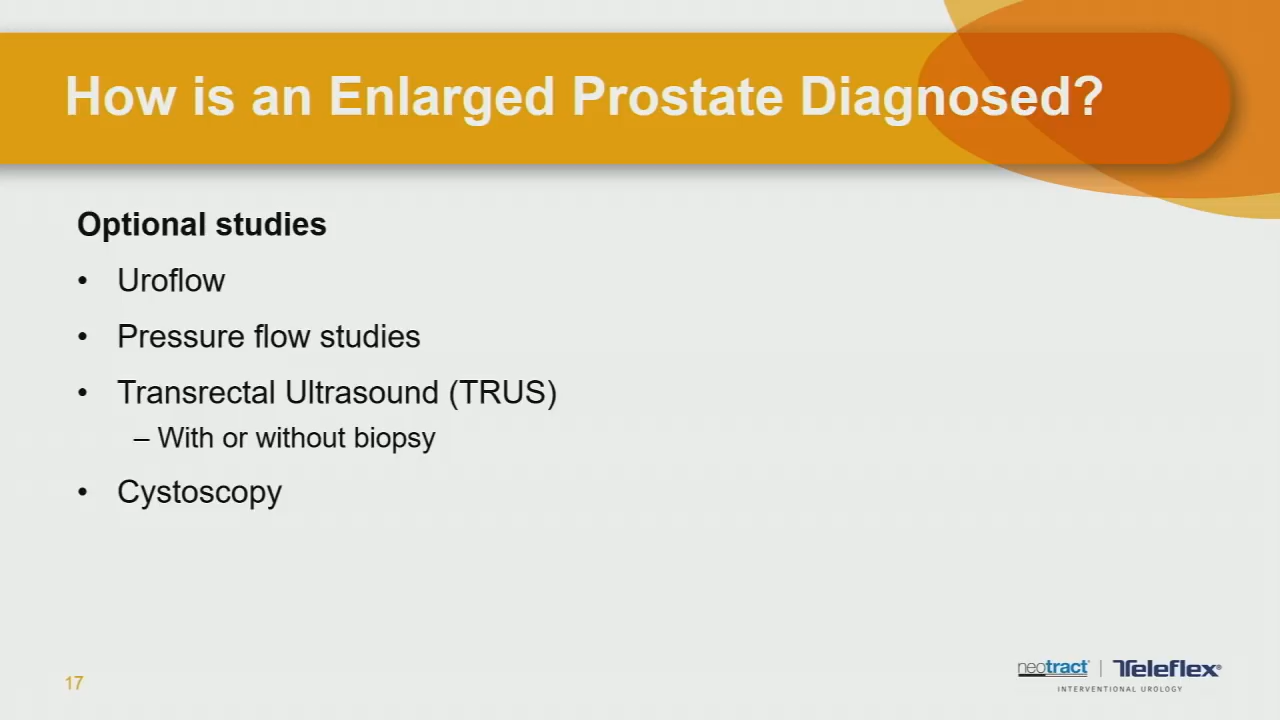 How is an Enlarged Prostate Diagnosed?
Optional studies
• Uroflow
• Pressure flow studies
• Transrectal Ultrasound (TRUS)
– With or without biopsy
• Cystoscopy
17
neotract | Teleflex®
INTERVENTIONAL UROLOGY